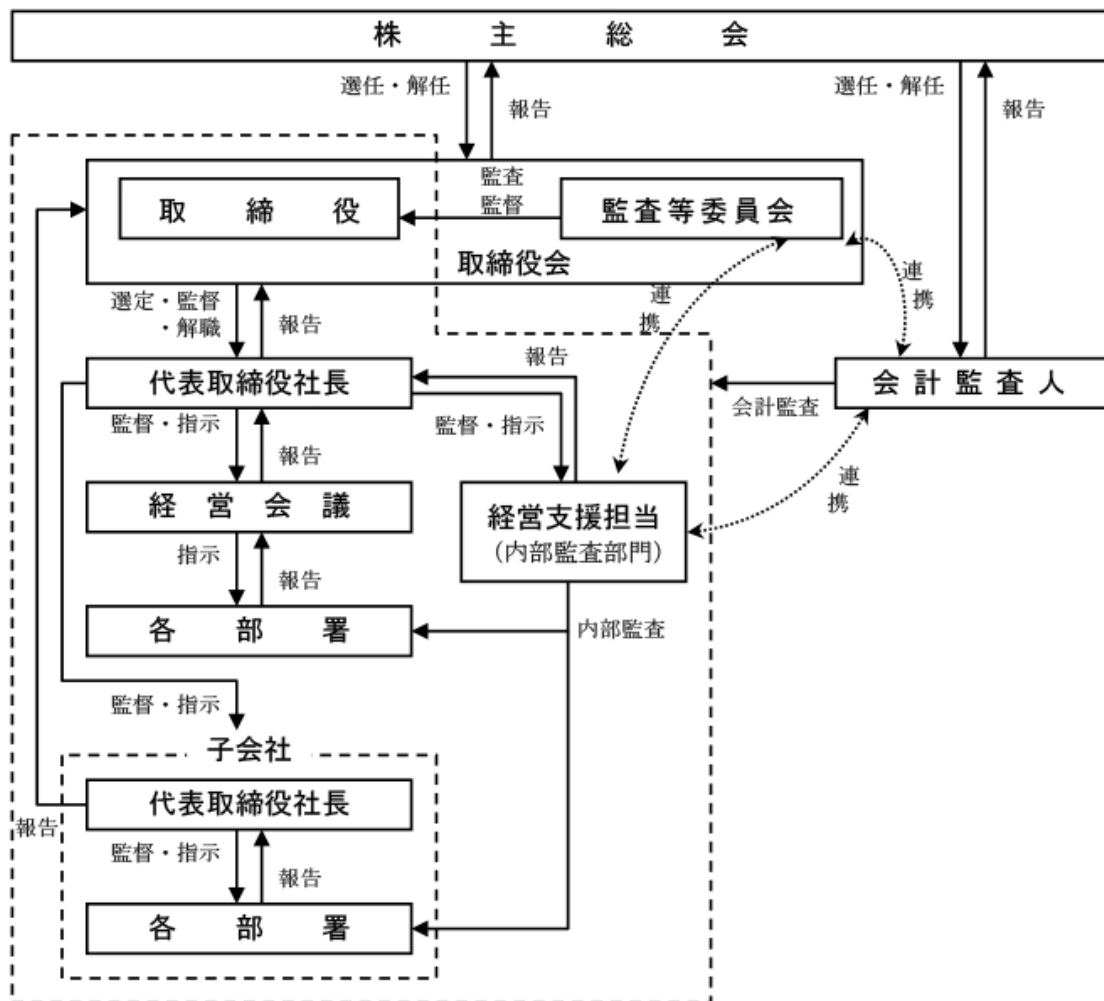 株主総会
選任・解任
報告
選任・解任
報告
取締役
監査
監督
監査等委員会
取締役会
連携
連携
選定・監督
・解職
報告
報告
代表取締役社長
会計監査人
会計監査
監督・指示
報告
監督・指示
連携
経営会議
経営支援担当
（内部監査部門）
指示
報告
各部署
内部監査
監督・指示
子会社
代表取締役社長
報告
監督・指示
報告
各部署